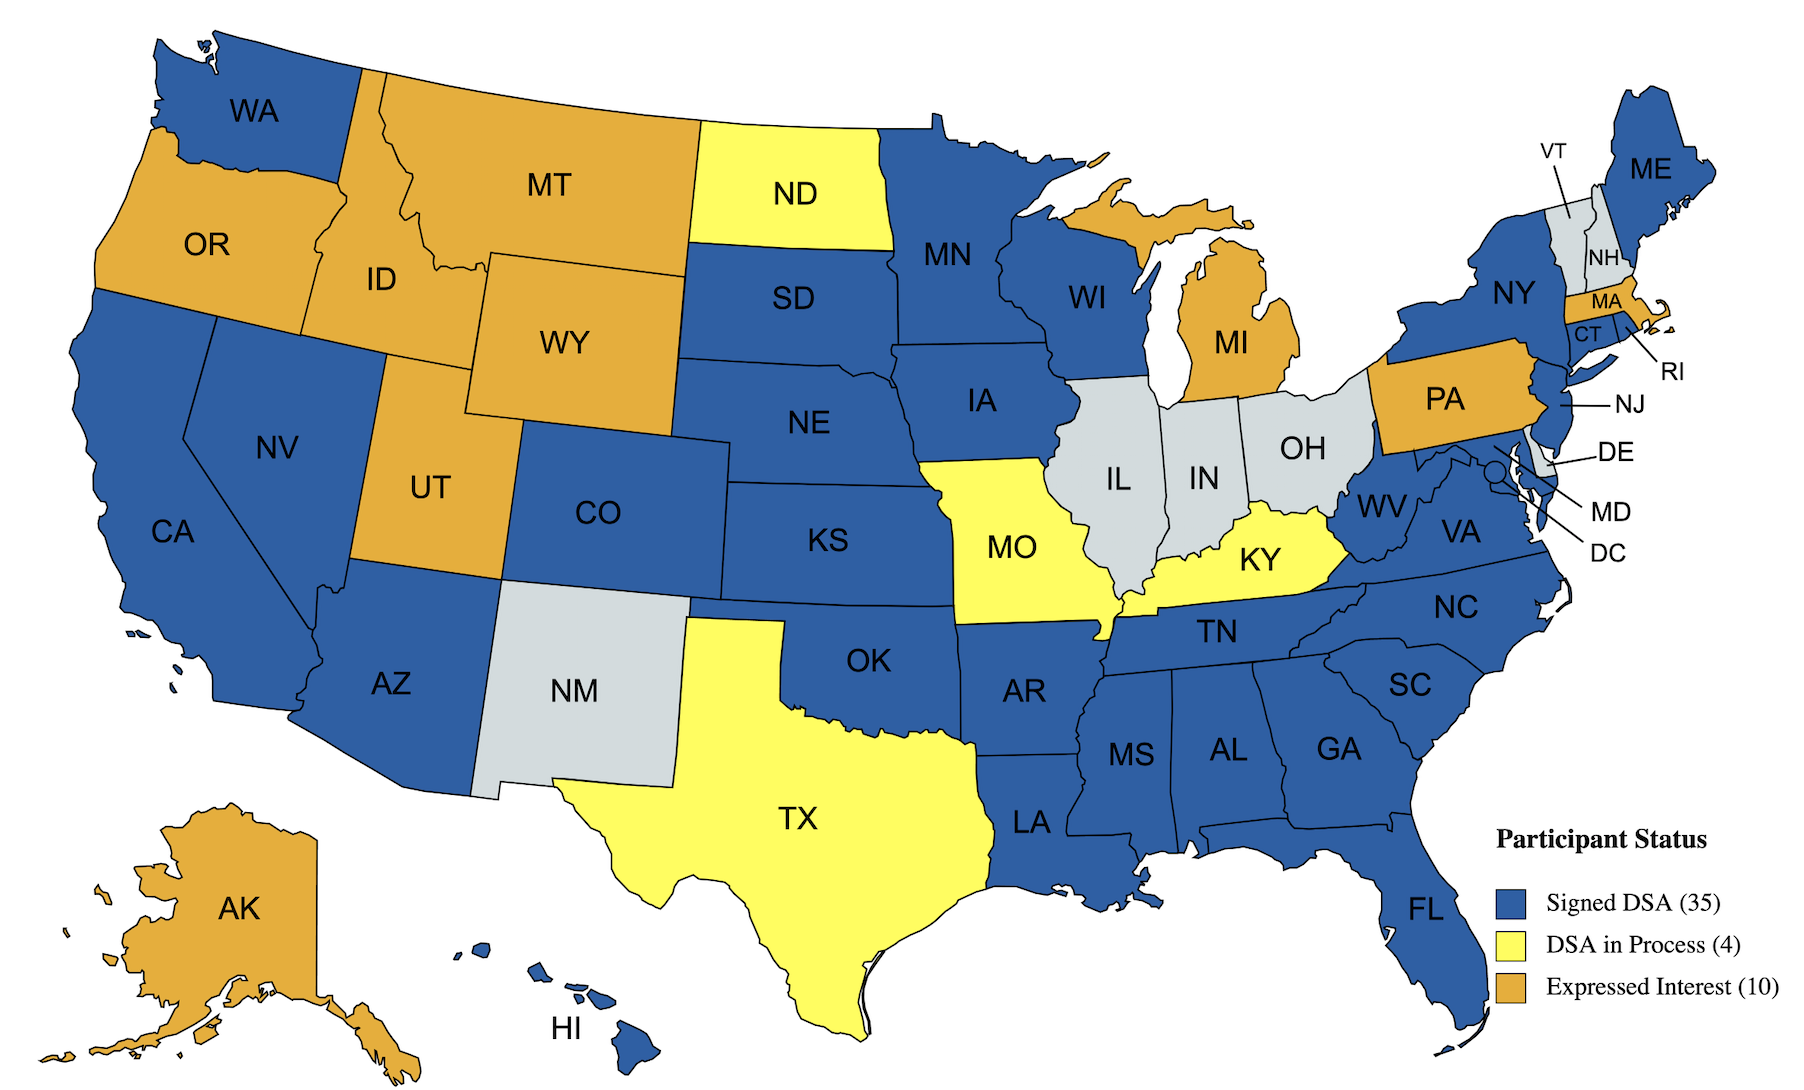 WA
VT
ME
MT
ND
OR
MN
NH
ID
SD
WI
NY
MA
WY
MI
CT
RI
IA
PA
NJ
NE
NV
OH
DE
UT
IL
IN
CO
WV
MD
CA
KS
MO
VA
DC
KY
NC
TN
OK
AZ
NM
AR
SC
MS
AL
GA
TX
LA
Participant Status
AK
FL
Signed DSA (35)
DSA in Process (4)
Expressed Interest (10)
HI